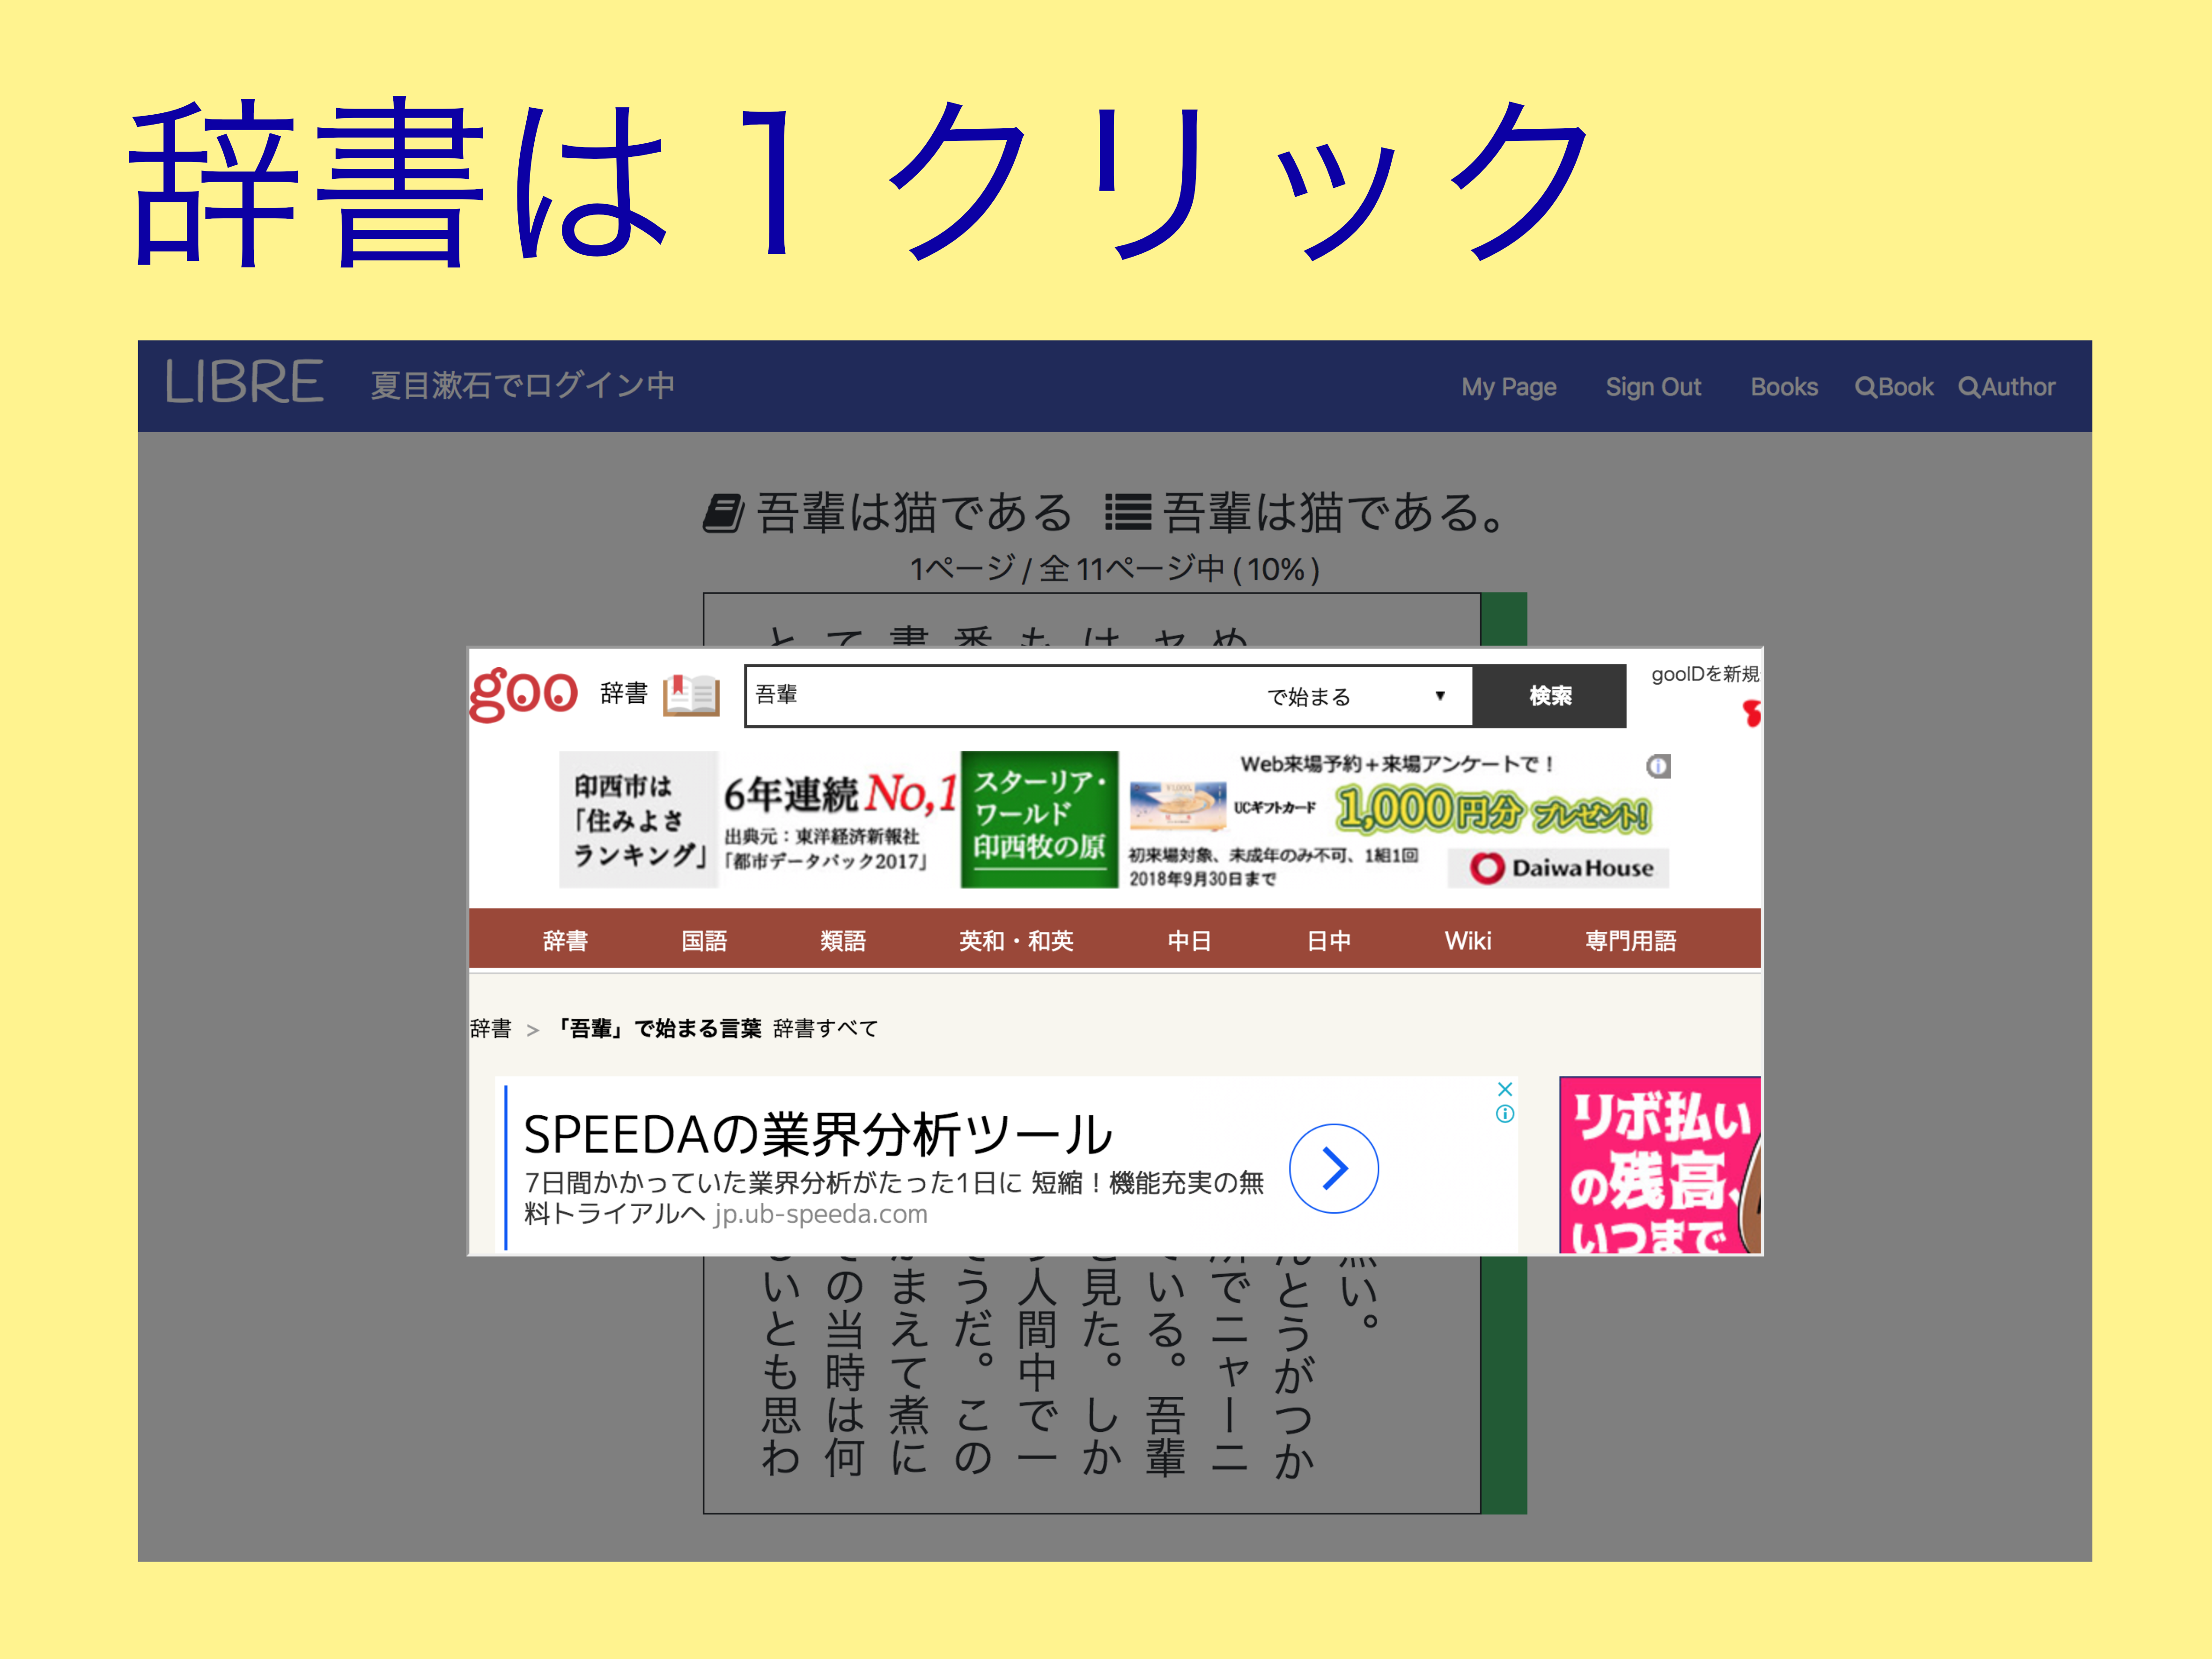 辞書は1クリック
LIBRE 夏目漱石でログイン中 My Page Sign Out Books Book Author
吾輩は猫である 吾輩は猫である。
1ページ / 全 11ページ中 ( 10% )
goo 辞書 吾輩 で始まる ▼ 検索 gooIDを新規
印西市は
「住みよさ
ランキング」
6年連続 No,1
出典元：東洋経済新報社
「都市データパック2017」
スターリア・
ワールド
印西牧の原
Web来場予約＋来場アンケートで！
UCギフトカード 1,000円分 プレゼント!
初来場対象、未成年のみ不可、1組1回
2018年9月30日まで
Daiwa House
辞書 国語 類語 英和・和英 中日 日中 Wiki 専門用語
辞書 > 「吾輩」で始まる言葉 辞書すべて
SPEEDAの業界分析ツール
7日間かかっていた業界分析がたった1日に 短縮！機能充実の無
料トライアルへ jp.ub-speeda.com
リボ払い
の残高、
いつまで
い。
んとうがつか
め
でニャーニ
ャ
いる。吾輩
は
見た。しか
も
人間中で一
番
うだ。この
書
まえて煮に
て
の当時は何
と
いとも思わ